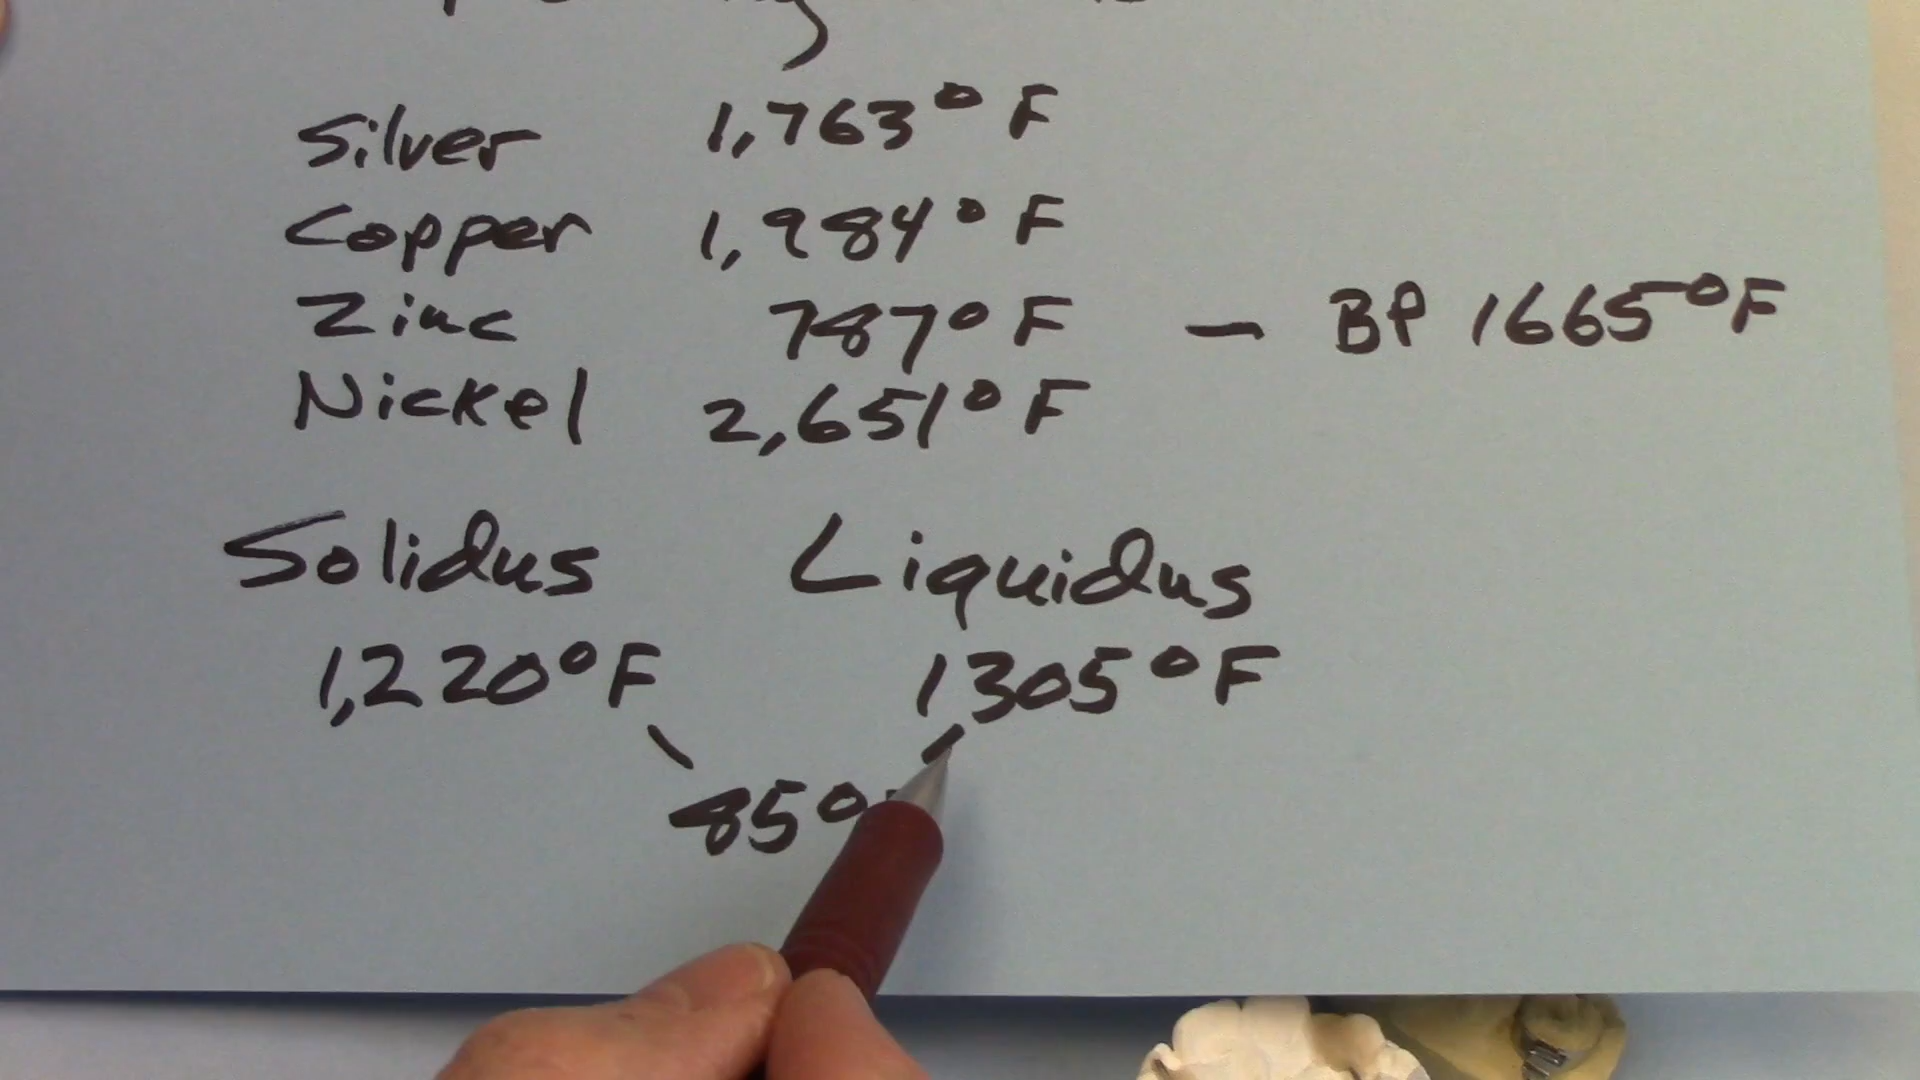 Silver 1,763° F
Copper 1,984° F
Zinc 787° F — BP 1665°F
Nickel 2,651° F
Solidus Liquidus
1,220°F 1305°F
85°